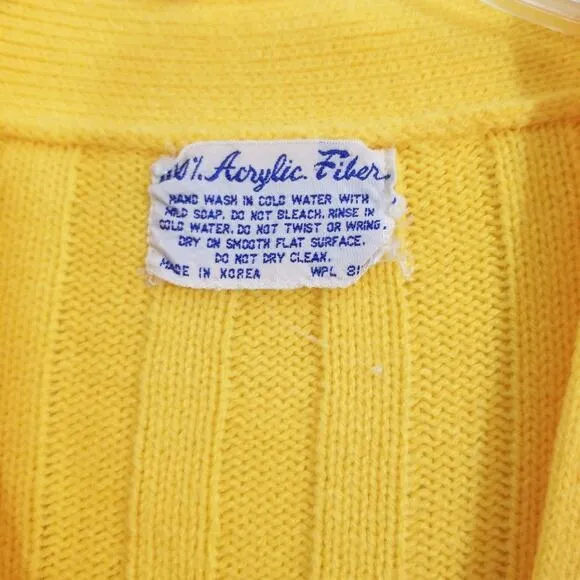 100% Acrylic Fiber
HAND WASH IN COLD WATER WITH
MILD SOAP. DO NOT BLEACH. RINSE IN
COLD WATER. DO NOT TWIST OR WRING.
DRY ON SMOOTH FLAT SURFACE.
DO NOT DRY CLEAN.
MADE IN KOREA WPL 81